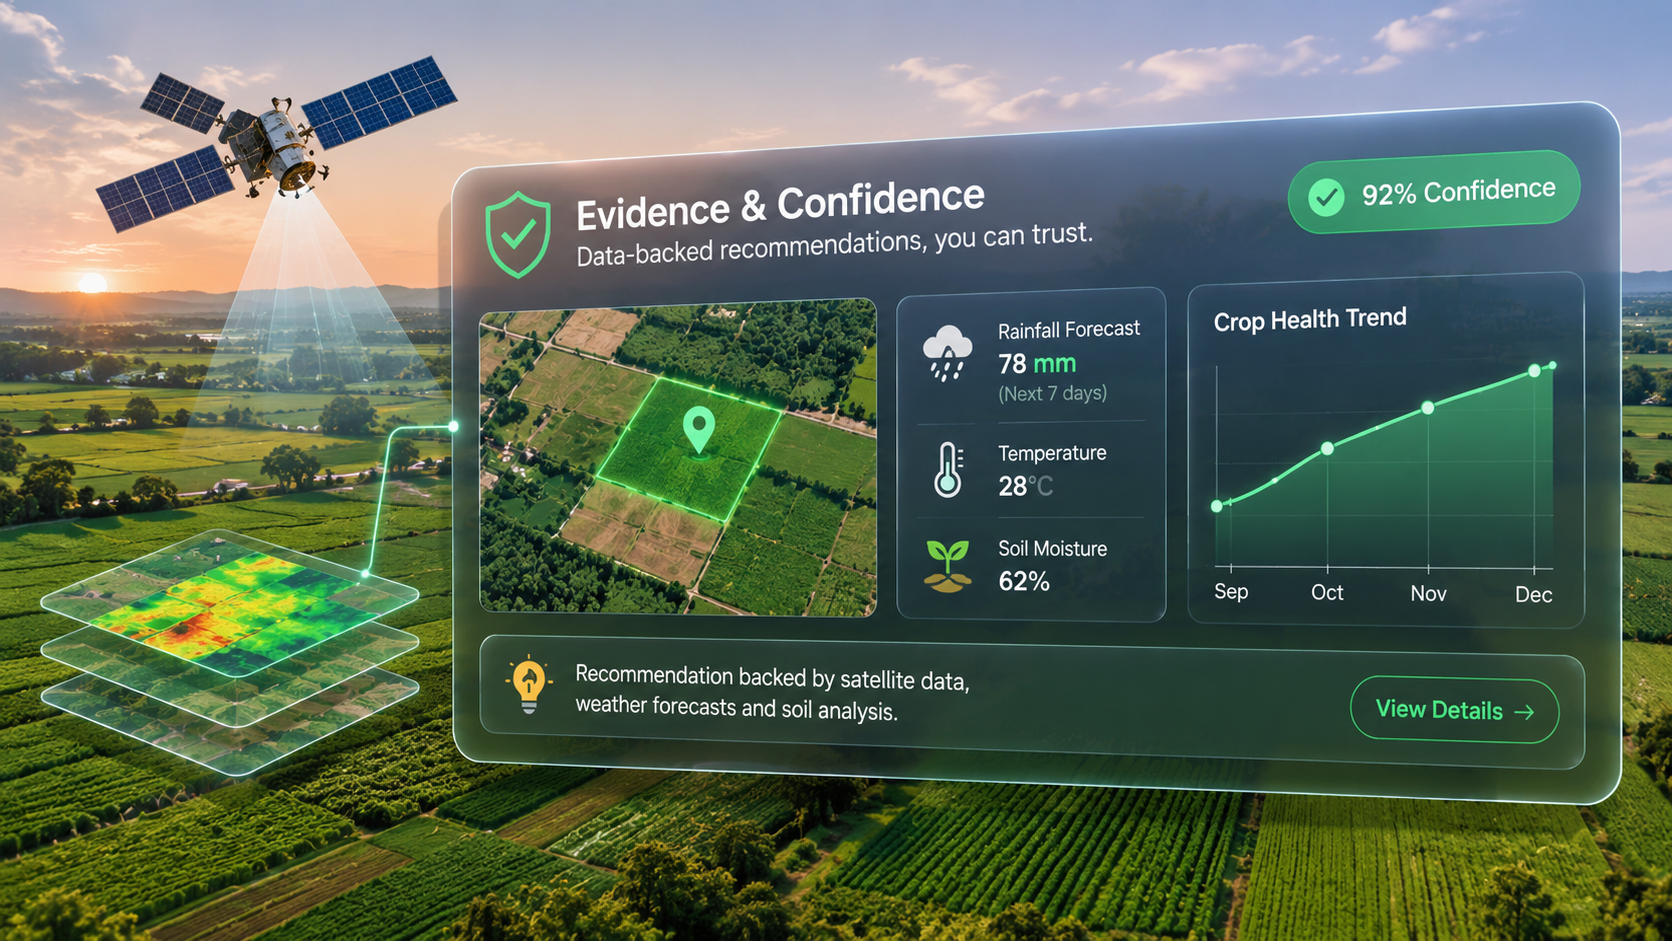 Evidence & Confidence
Data-backed recommendations, you can trust.
92% Confidence
Rainfall Forecast
78 mm
(Next 7 days)
Temperature
28°C
Soil Moisture
62%
Crop Health Trend
Sep
Oct
Nov
Dec
Recommendation backed by satellite data,
weather forecasts and soil analysis.
View Details →